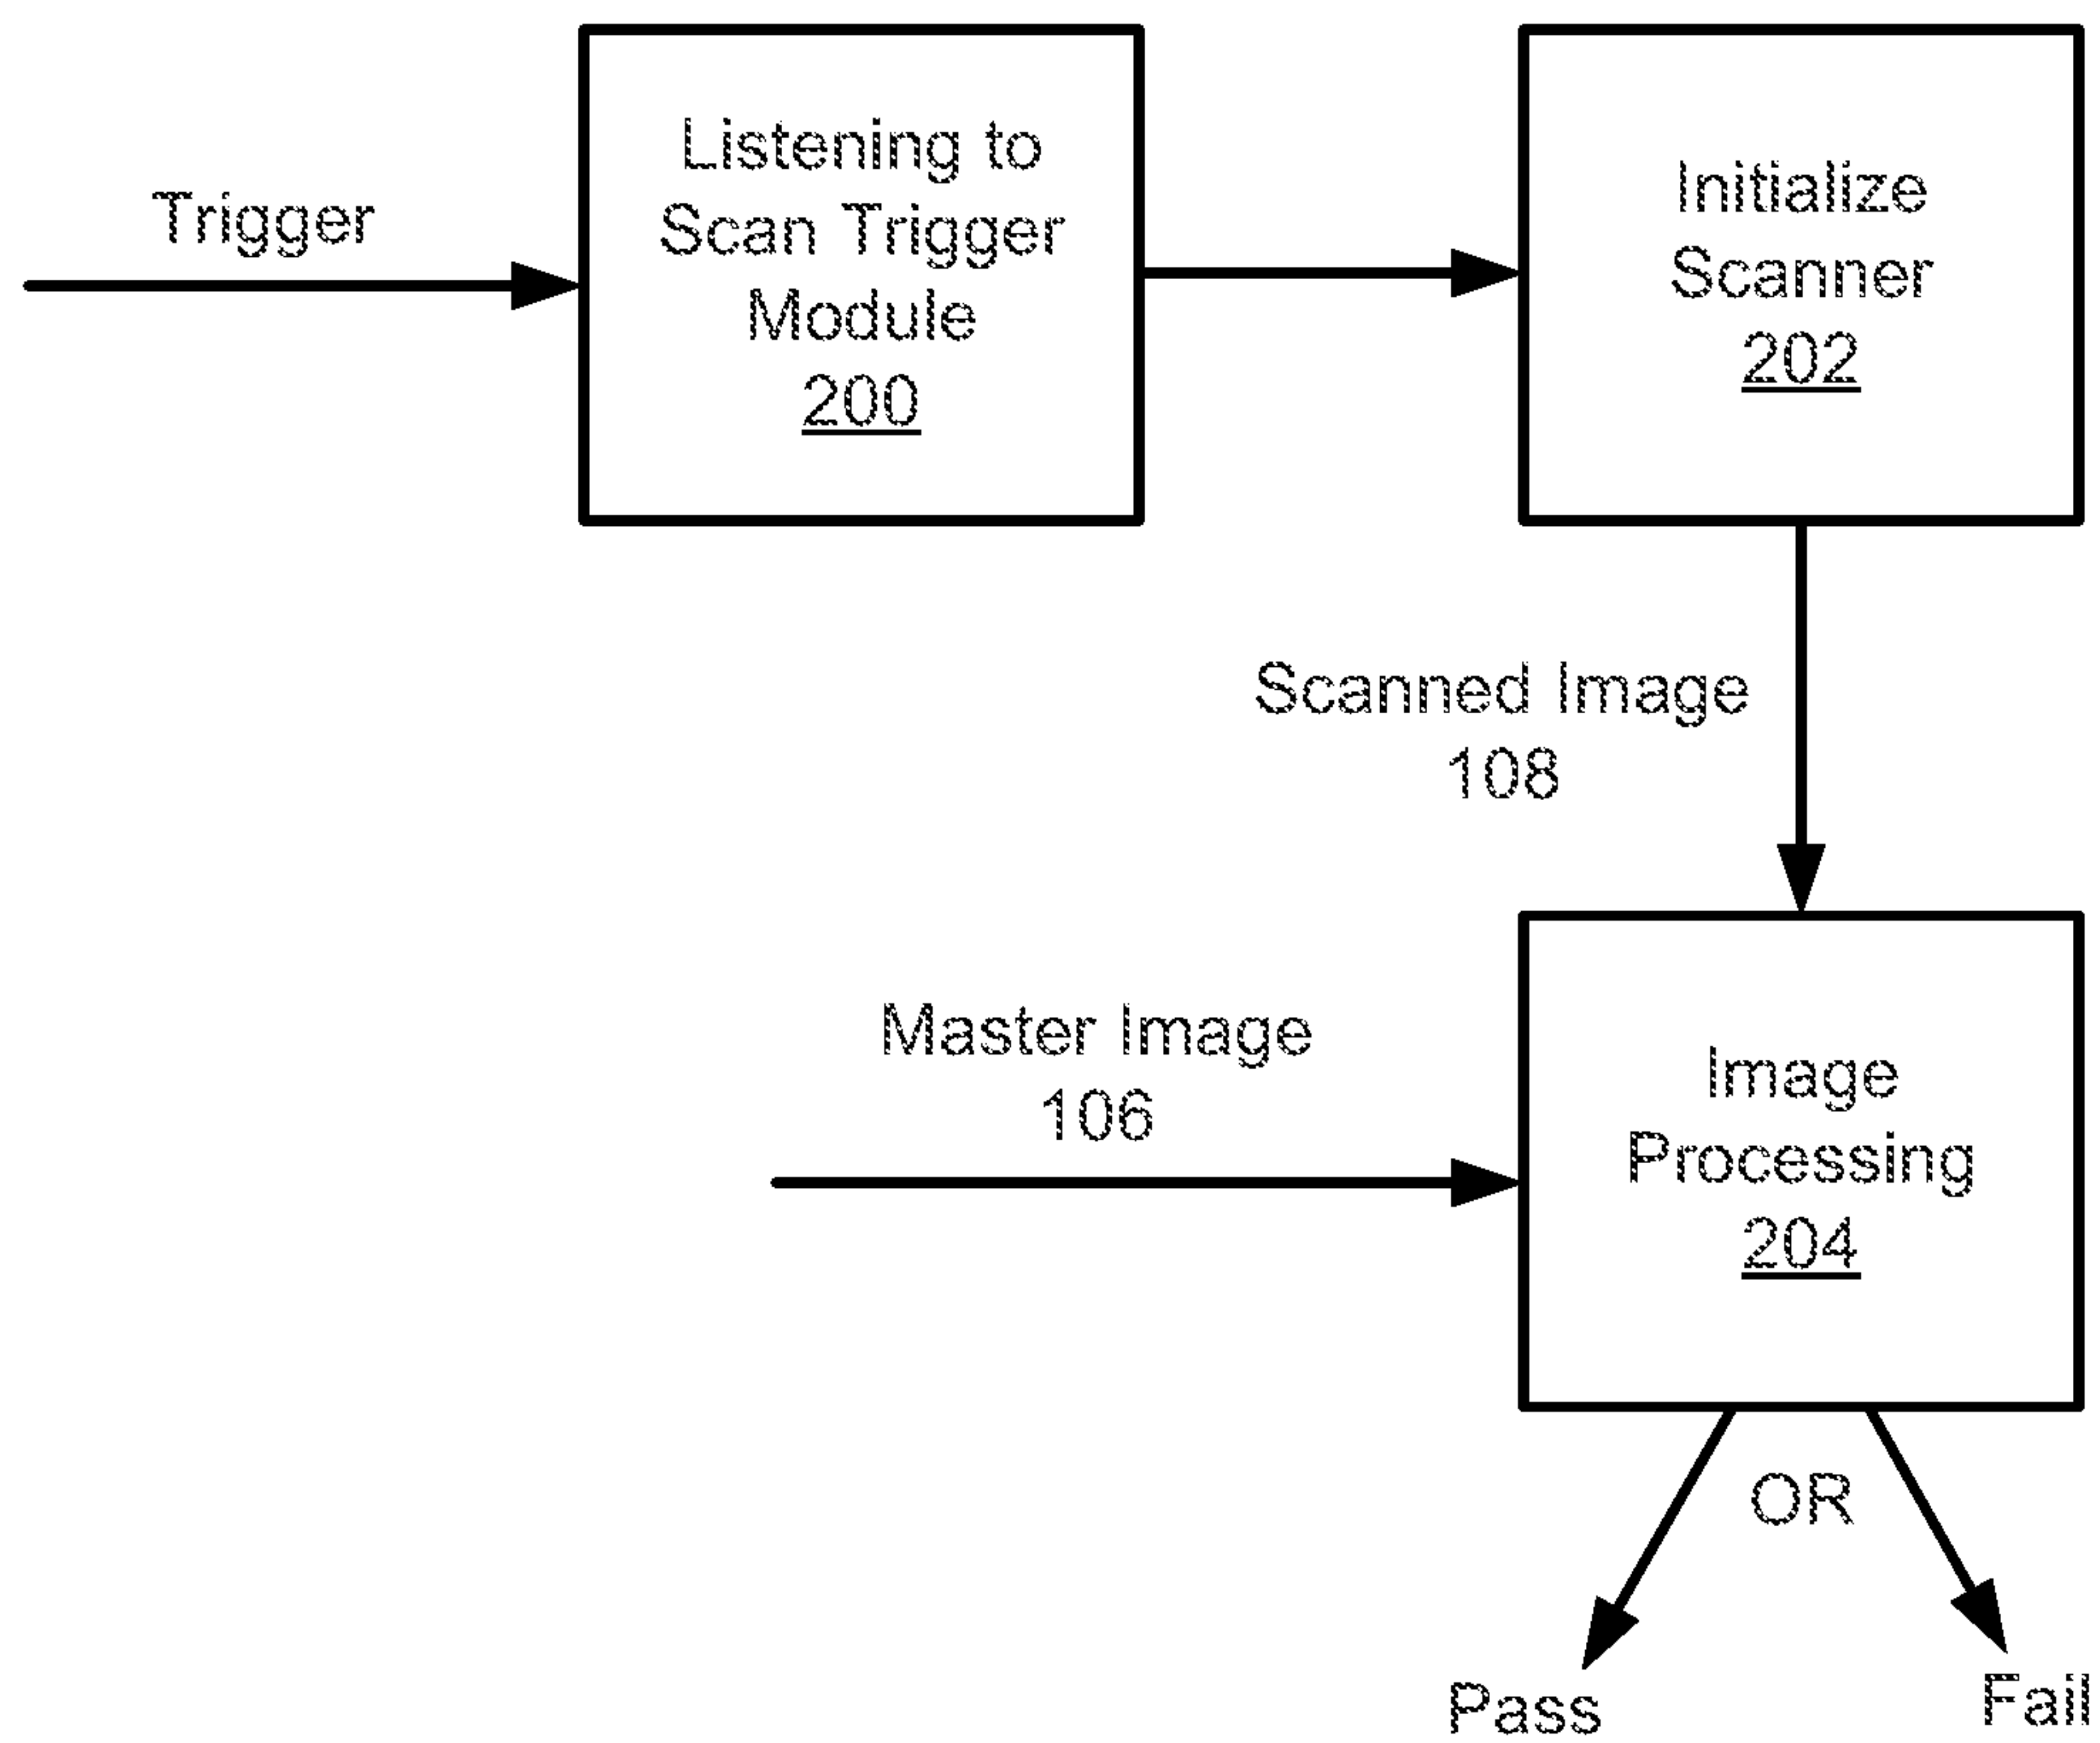 Trigger
Listening to
Scan Trigger
Module
200
Initialize
Scanner
202
Scanned Image
108
Master Image
106
Image
Processing
204
OR
Pass
Fail